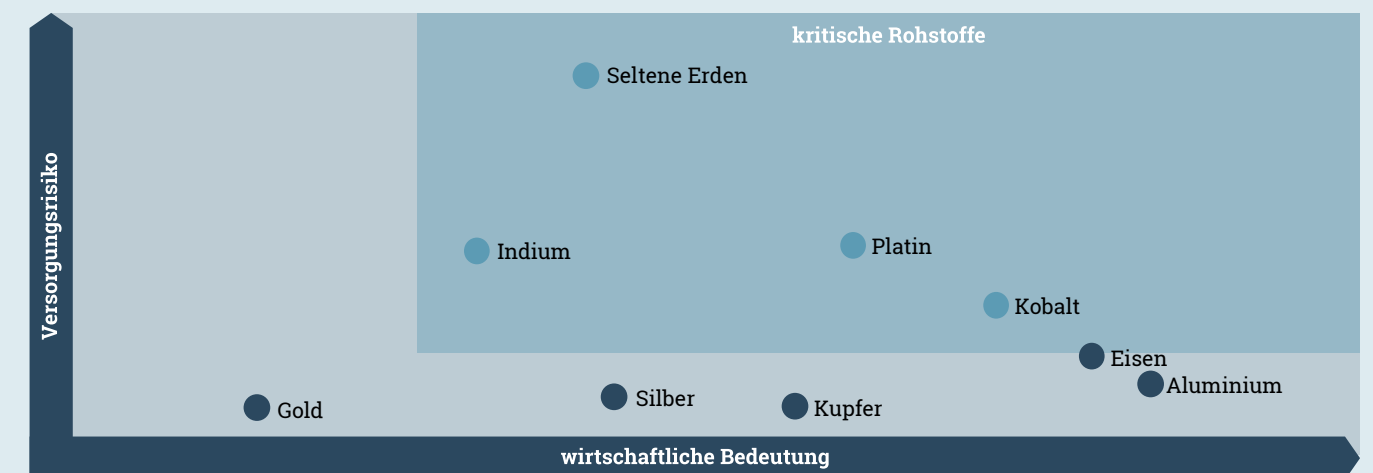 kritische Rohstoffe
Seltene Erden
Versorgungsrisiko
Indium
Platin
Kobalt
Eisen
Aluminium
Silber
Kupfer
Gold
wirtschaftliche Bedeutung